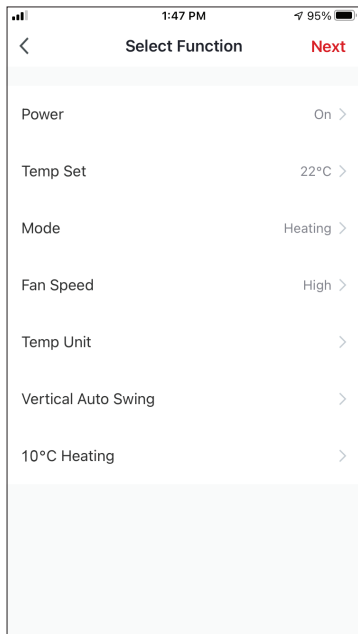 1:47 PM 95%
Select Function Next
Power On
Temp Set 22°C
Mode Heating
Fan Speed High
Temp Unit
Vertical Auto Swing
10°C Heating